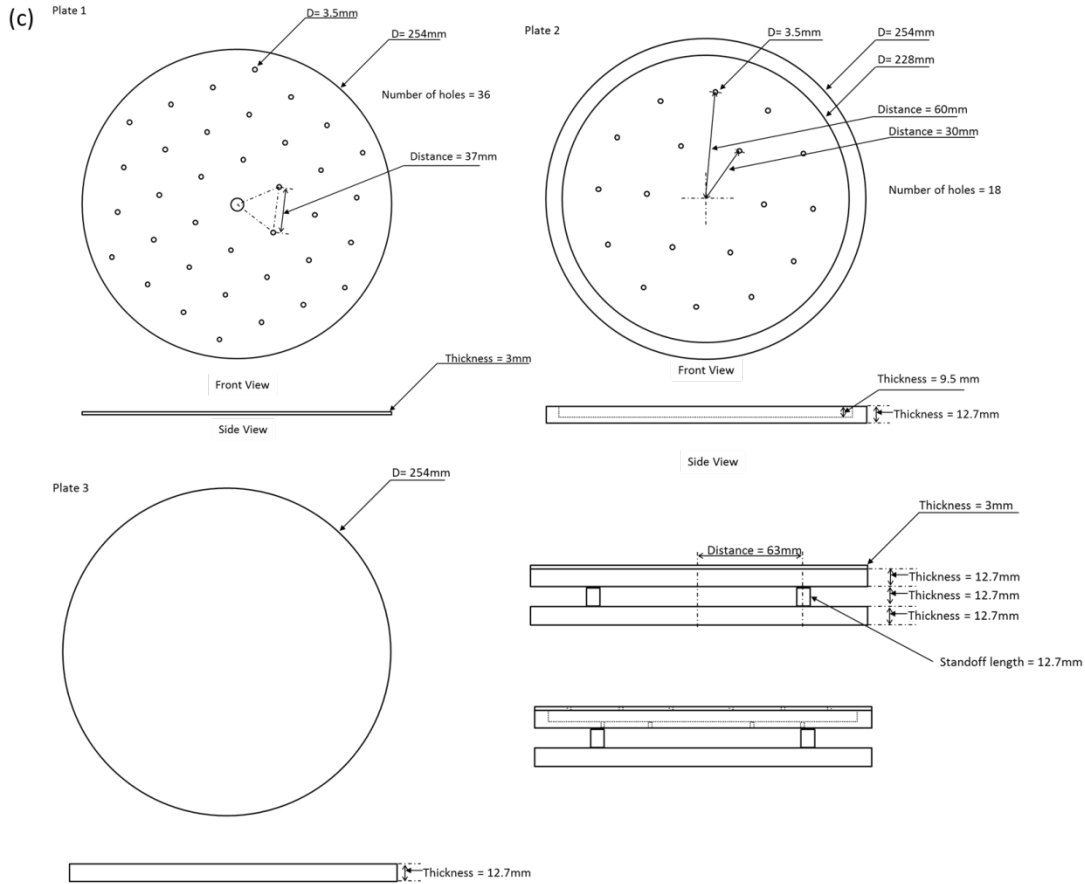 (c)
Plate 1
D= 3.5mm
D= 254mm
Number of holes = 36
Distance = 37mm
Front View
Thickness = 3mm
Side View
Plate 2
D= 3.5mm
D= 254mm
D= 228mm
Distance = 60mm
Distance = 30mm
Number of holes = 18
Front View
Thickness = 9.5 mm
Thickness = 12.7mm
Side View
Plate 3
D= 254mm
Thickness = 12.7mm
Thickness = 3mm
Distance = 63mm
Thickness = 12.7mm
Thickness = 12.7mm
Thickness = 12.7mm
Standoff length = 12.7mm